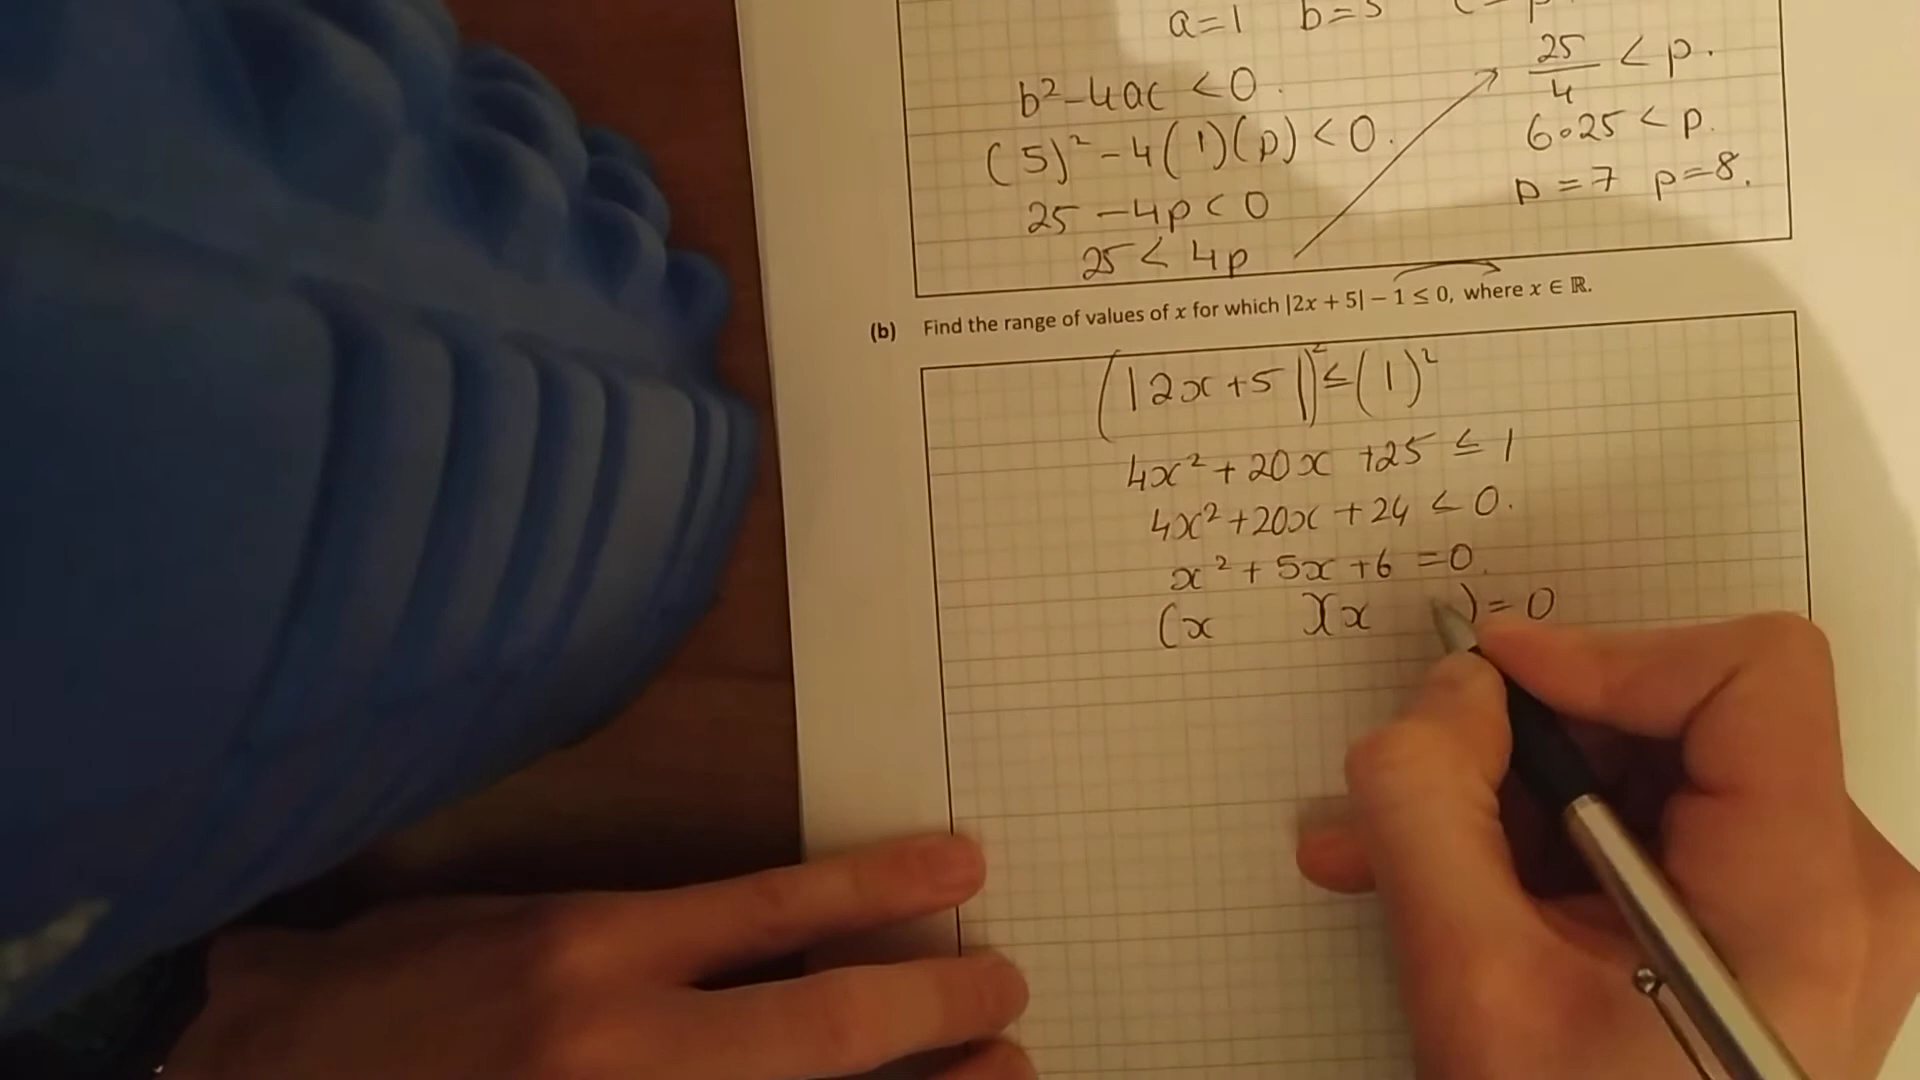 a=1 b=5
b²-4ac <0.
(5)²-4(1)(p)<0.
25 -4p<0
25 < 4p
25/4 < p.
6.25 < p.
p=7 p=8.
(b) Find the range of values of x for which |2x + 5| − 1 ≤ 0, where x ∈ ℝ.
(|2x+5|)²≤(1)²
4x²+20x +25 ≤ 1
4x²+20x+24 ≤ 0.
x²+5x+6 =0.
(x )(x )=0